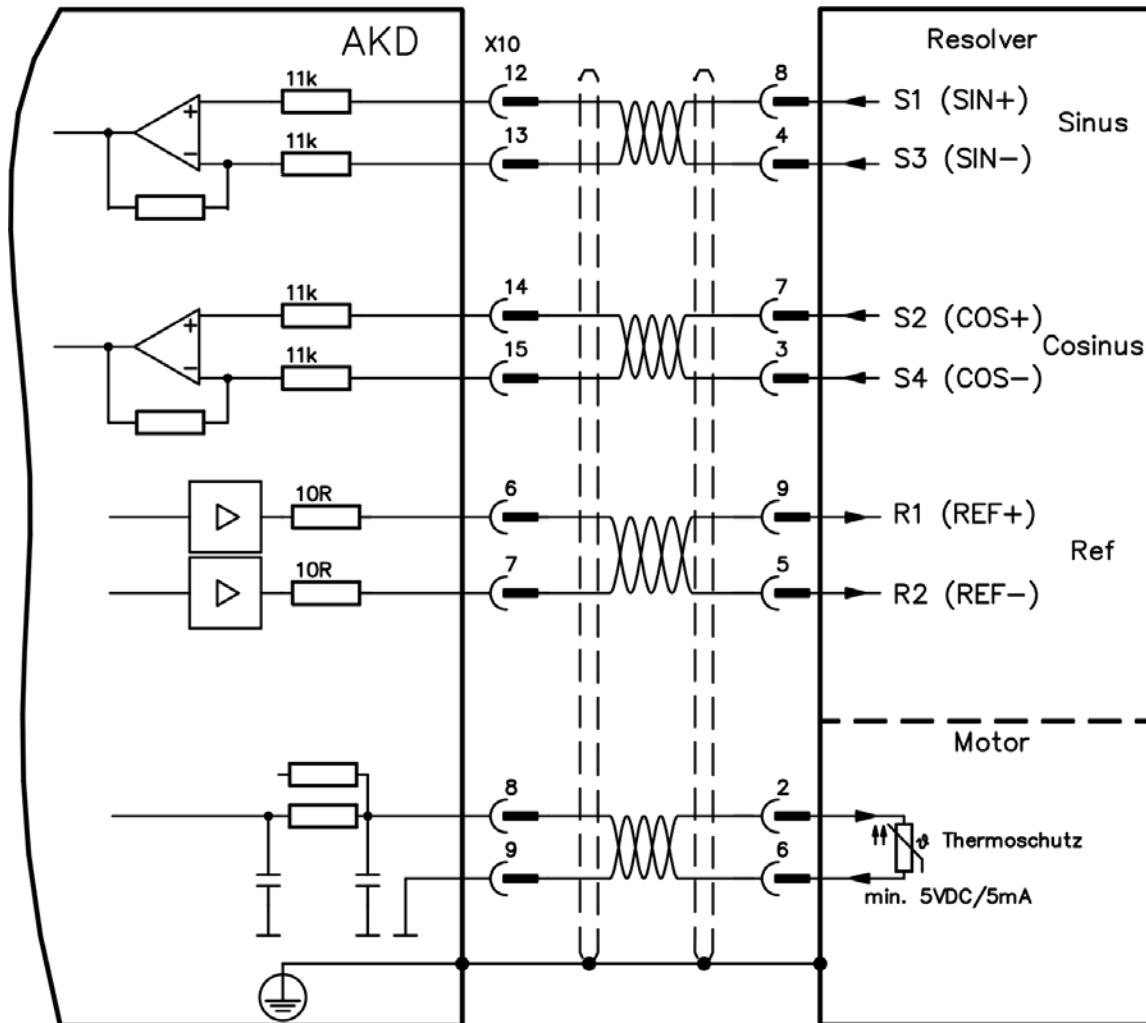 AKD X10 Resolver
11k 12 8 S1 (SIN+)
Sinus
11k 13 4 S3 (SIN-)
11k 14 7 S2 (COS+)
Cosinus
11k 15 3 S4 (COS-)
10R 6 9 R1 (REF+)
Ref
10R 7 5 R2 (REF-)
Motor
8 2
ϑ Thermoschutz
9 6
min. 5VDC/5mA